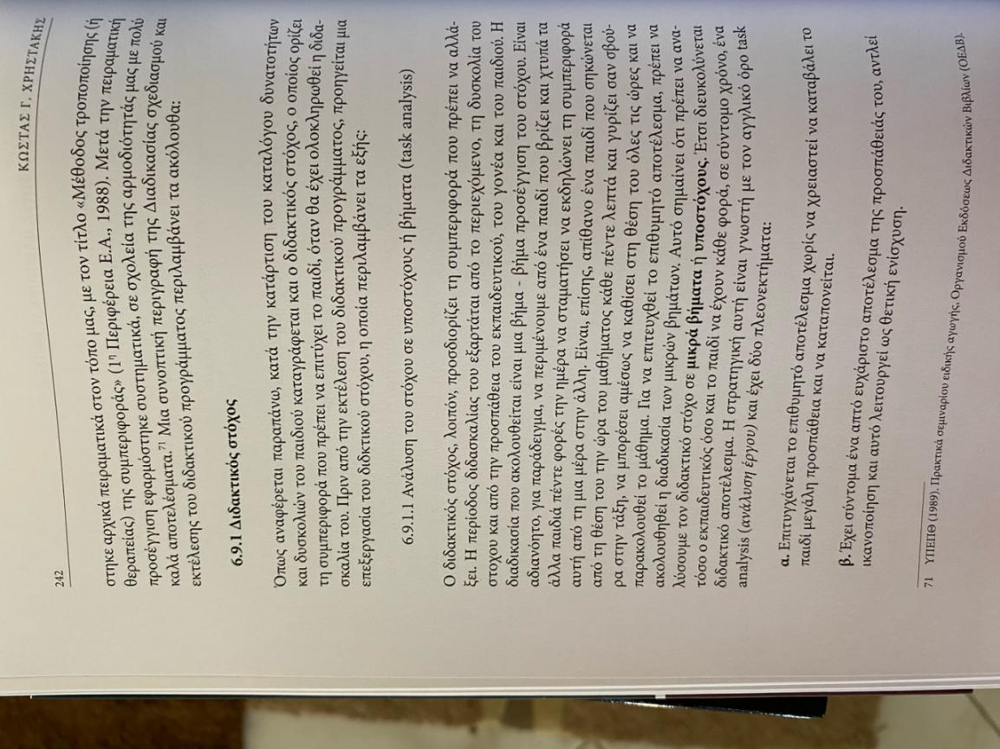 242
ΚΩΣΤΑΣ Γ. ΧΡΗΣΤΑΚΗΣ
στηκε αρχικά πειραματικά στον τόπο μας, με τον τίτλο «Μέθοδος τροποποίησης (ή
θεραπείας) της συμπεριφοράς» (1η Περιφέρεια Ε.Α., 1988). Μετά την πειραματική
προσέγγιση εφαρμόστηκε συστηματικά, σε σχολεία της αρμοδιότητάς μας με πολύ
καλά αποτελέσματα.71 Μια συνοπτική περιγραφή της Διαδικασίας σχεδιασμού και
εκτέλεσης του διδακτικού προγράμματος περιλαμβάνει τα ακόλουθα:
6.9.1 Διδακτικός στόχος
Όπως αναφέρεται παραπάνω, κατά την κατάρτιση του καταλόγου δυνατοτήτων
και δυσκολιών του παιδιού καταγράφεται και ο διδακτικός στόχος, ο οποίος ορίζει
τη συμπεριφορά που πρέπει να επιτύχει το παιδί, όταν θα έχει ολοκληρωθεί η διδα-
σκαλία του. Πριν από την εκτέλεση του διδακτικού προγράμματος, προηγείται μια
επεξεργασία του διδκτικού στόχου, η οποία περιλαμβάνει τα εξής:
6.9.1.1 Ανάλυση του στόχου σε υποστόχους ή βήματα (task analysis)
Ο διδακτικός στόχος, λοιπόν, προσδιορίζει τη συμπεριφορά που πρέπει να αλλά-
ξει. Η περίοδος διδασκαλίας του εξαρτάται από το περιεχόμενο, τη δυσκολία του
στοχου και από την προσπάθεια του εκπαιδευτικού, του γονέα και του παιδιού. Η
διαδικασία που ακολουθείται είναι μια βήμα - βήμα προσέγγιση του στόχου. Είναι
αδιανόητο, για παράδειγμα, να περιμένουμε από ένα παιδί που βρίζει και χτυπά τα
άλλα παιδιά πέντε φορές την ημέρα να σταματήσει να εκδηλώνει τη συμπεριφορά
αυτή από τη μια μέρα στην άλλη. Είναι, επίσης, απίθανο ένα παιδί που σηκώνεται
από τη θέση του την ώρα του μαθήματος κάθε πέντε λεπτά και γυρίζει σαν σβού-
ρα στην τάξη, να μπορέσει αμέσως να καθίσει στη θέση του όλες τις ώρες και να
παρακολουθεί το μάθημα. Για να επιτευχθεί το επιθυμητό αποτέλεσμα, πρέπει να
ακολουθηθεί η διαδικασία των μικρών βημάτων. Αυτό σημαίνει ότι πρέπει να ανα-
λύσουμε τον διδακτικό στόχο σε μικρά βήματα ή υποστόχους. Έτσι διευκολύνεται
τόσο ο εκπαιδευτικός όσο και το παιδί να έχουν κάθε φορά, σε σύντομο χρόνο, ένα
διδακτικό αποτέλεσμα. Η στρατηγική αυτή είναι γνωστή με τον αγγλικό όρο task
analysis (ανάλυση έργου) και έχει δύο πλεονεκτήματα:
α. Επιτυγχάνεται το επιθυμητό αποτέλεσμα χωρίς να χρειαστεί να καταβάλει το
παιδί μεγάλη προσπάθεια και να καταπονείται.
β. Έχει σύντομα ένα απτό ευχάριστο αποτέλεσμα της προσπάθειάς του, αντλεί
ικανοποίηση και αυτό λειτουργεί ως θετική ενίσχυση.
71 ΥΠΕΠΘ (1989). Πρακτικά σεμιναρίου ειδικής αγωγής, Οργανισμού Εκδόσεως Διδακτικών Βιβλίων (ΟΕΔΒ).